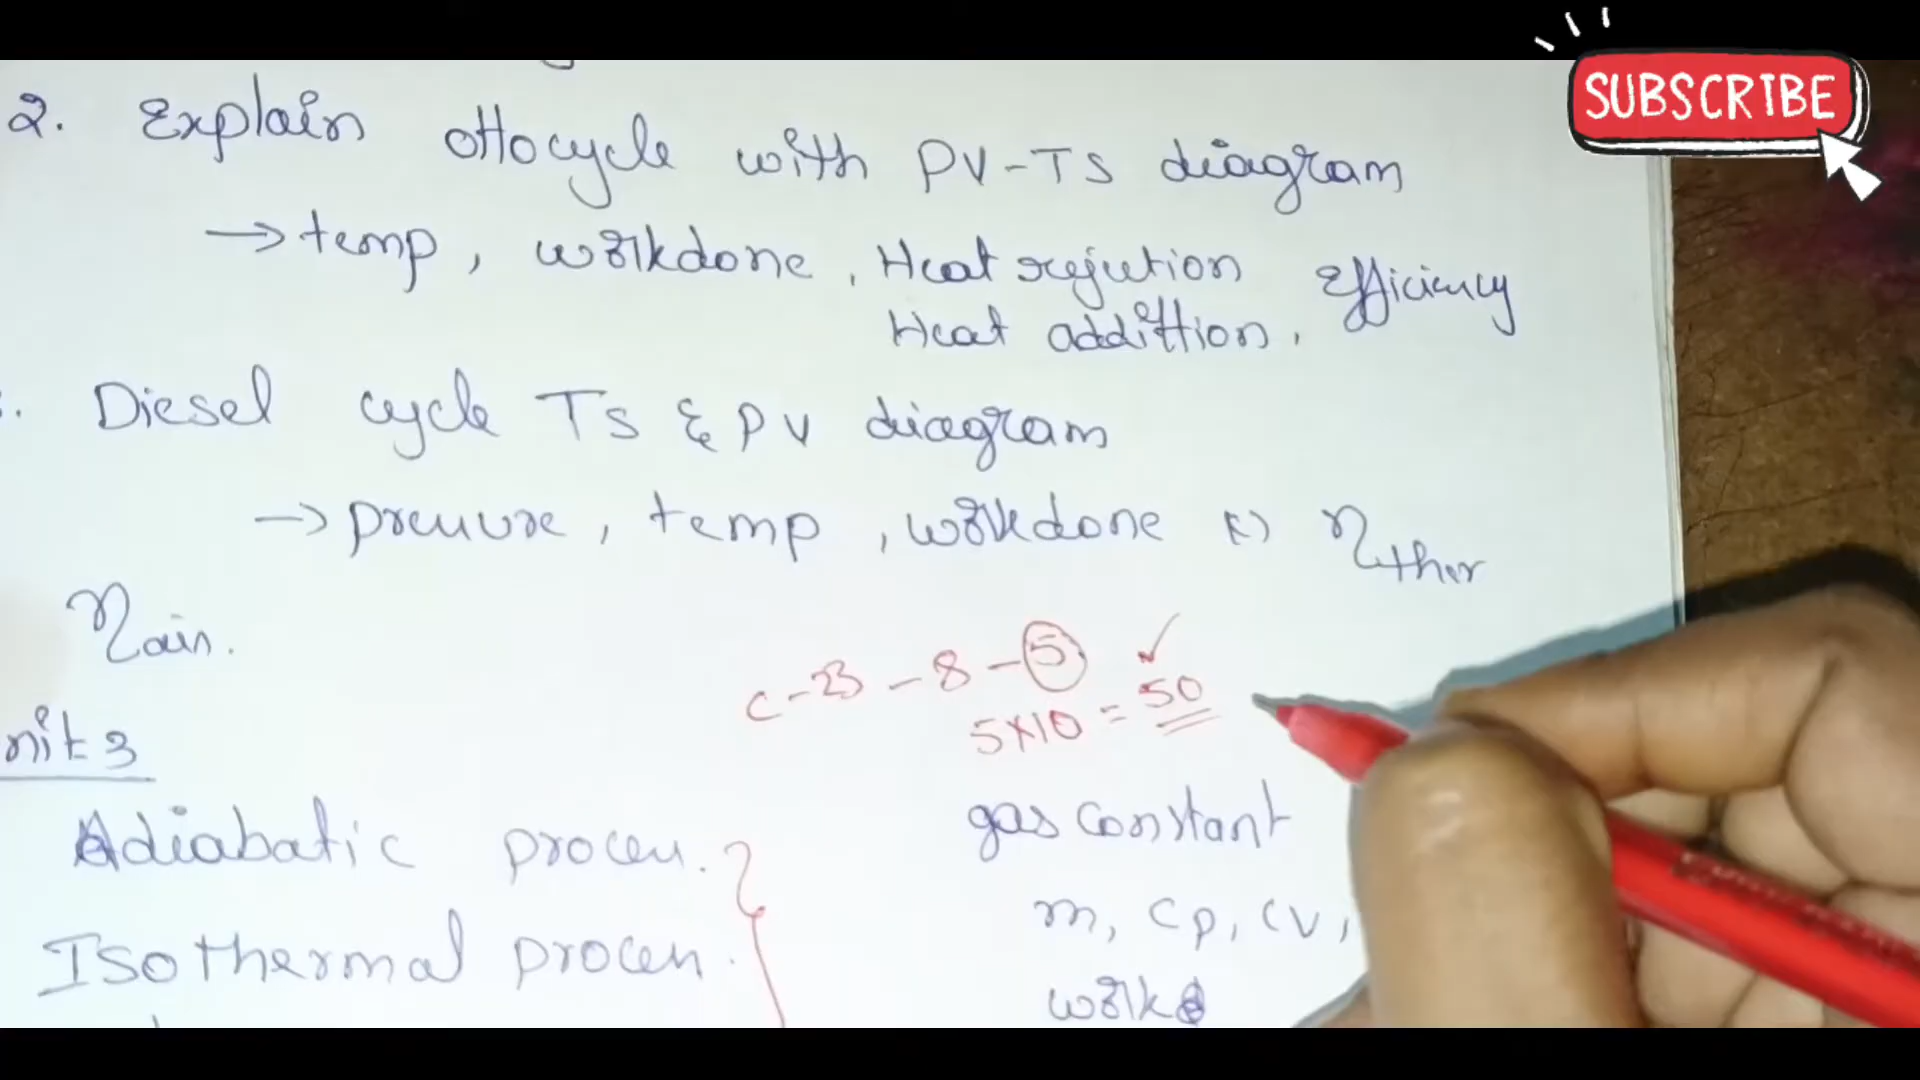 SUBSCRIBE
2. Explain ottocycle with PV-TS diagram
→ temp, workdone, Heat rejection Efficiency
Heat addittion,
Diesel cycle TS & PV diagram
→ pressure, temp, workdone (r) ηther
ηair.
c-23 - 8 - 5
5x10 = 50
nit 3
gas constant
Adiabatic process.
m, Cp, Cv,
Isothermal process.
work